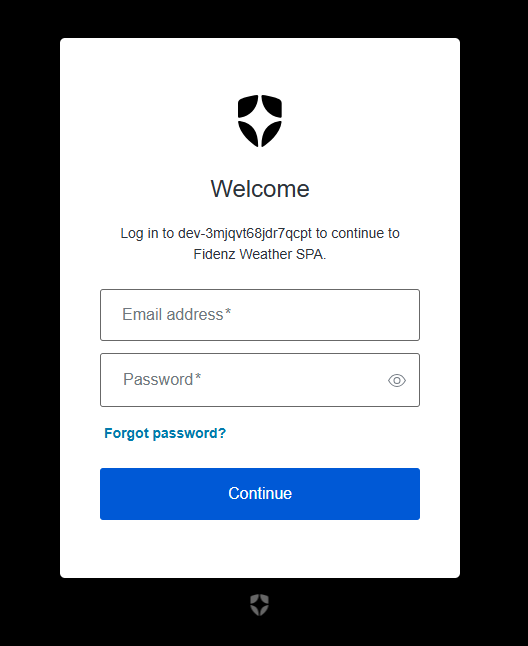 Welcome
Log in to dev-3mjqvt68jdr7qcpt to continue to
Fidenz Weather SPA.
Email address*
Password*
Forgot password?
Continue